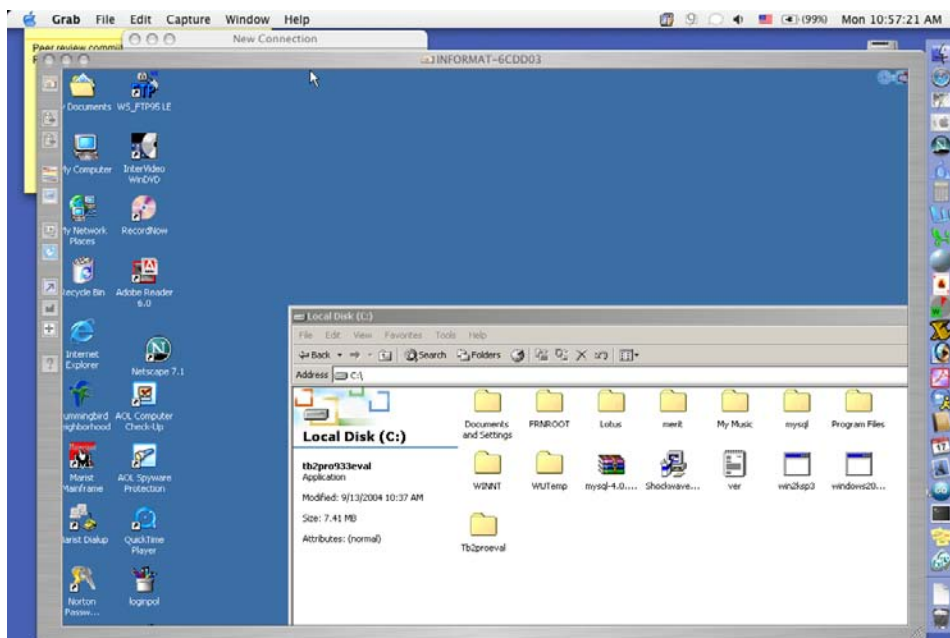 Grab File Edit Capture Window Help
(99%) Mon 10:57:21 AM
New Connection
Peer review commit
INFORMAT-6CDD03
Documents
WS_FTP95 LE
My Computer
InterVideo
WinDVD
My Network
Places
RecordNow
Recycle Bin
Adobe Reader
6.0
Internet
Explorer
Netscape 7.1
ummingbird
eighborhood
AOL Computer
Check-Up
Marist
Mainframe
AOL Spyware
Protection
arist Dialup
QuickTime
Player
Norton
Passw...
loginpol
Local Disk (C:)
File Edit View Favorites Tools Help
Back Search Folders
Address C:\
Local Disk (C:)
tb2pro933eval
Application
Modified: 9/13/2004 10:37 AM
Size: 7.41 MB
Attributes: (normal)
Documents
and Settings
FRNROOT
Lotus
merit
My Music
mysql
Program Files
WINNT
WUTemp
mysql-4.0....
Shockwave...
ver
win2ksp3
windows20...
Tb2proeval